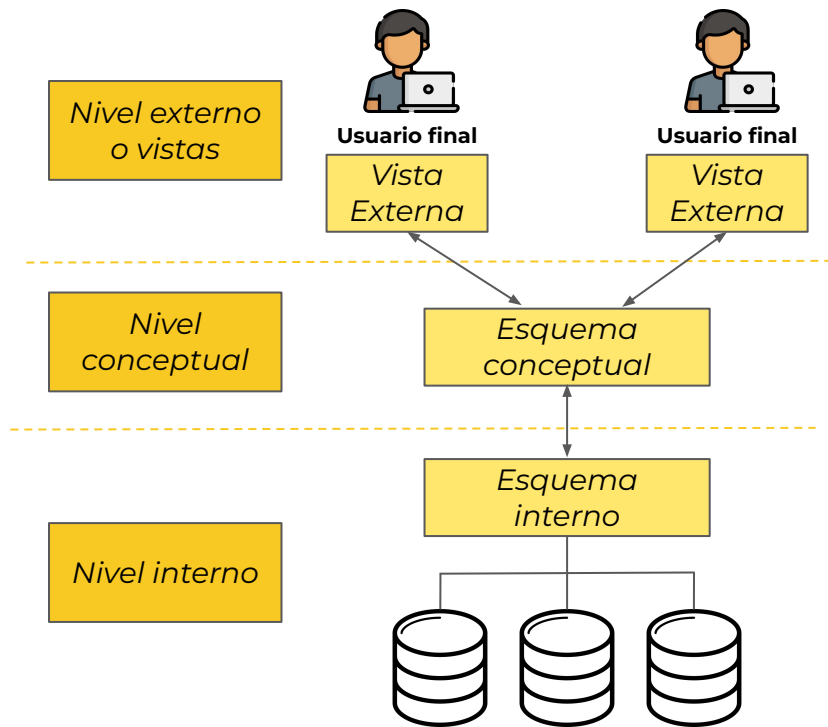 Nivel externo
o vistas
Usuario final
Usuario final
Vista
Externa
Vista
Externa
Nivel
conceptual
Esquema
conceptual
Esquema
interno
Nivel interno